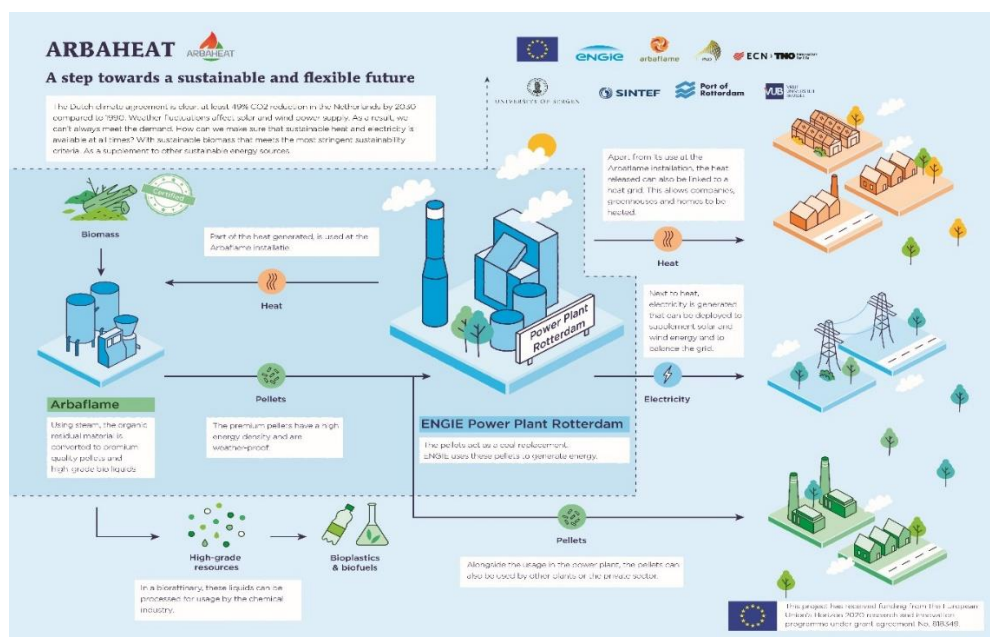 ARBAHEAT
ARBAHEAT
A step towards a sustainable and flexible future
The Dutch climate agreement is clear, at least 49% CO2 reduction in the Netherlands by 2030
compared to 1990. Weather fluctuations affect solar and wind power supply. As a result, we
can't always meet the demand. How can we make sure that sustainable heat and electricity is
available at all times? With sustainable biomass that meets the most stringent sustainability
criteria. As a supplement to other sustainable energy sources.
ENGIE
arbaflame
ECN TNO
UNIVERSITY OF BERGEN
SINTEF
Port of
Rotterdam
VUB
Certified
Biomass
Part of the heat generated, is used at the
Arbaflame installatie.
Heat
Apart from its use at the
Arbaflame installation, the heat
released can also be linked to a
heat grid. This allows companies,
greenhouses and homes to be
heated.
Heat
Power Plant
Rotterdam
Next to heat,
electricity is generated
that can be deployed to
supplement solar and
wind energy and to
balance the grid.
Electricity
Arbaflame
Using steam, the organic
residual material is
converted to premium
quality pellets and
high-grade bio liquids
Pellets
The premium pellets have a high
energy density and are
weather-proof.
ENGIE Power Plant Rotterdam
The pellets act as a coal replacement.
ENGIE uses these pellets to generate energy.
High-grade
resources
Bioplastics
& biofuels
In a biorefinery, these liquids can be
processed for usage by the chemical
industry.
Pellets
Alongside the usage in the power plant, the pellets can
also be used by other plants or the private sector.
This project has received funding from the European
Union's Horizon 2020 research and innovation
programme under grant agreement No. 818349.